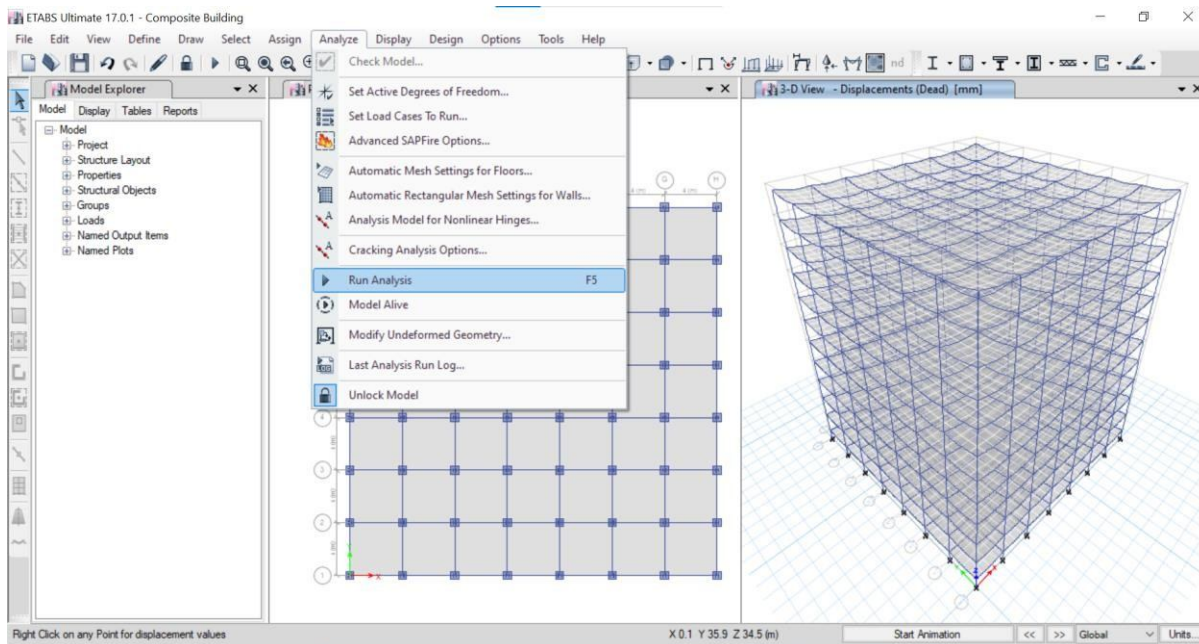 ETABS Ultimate 17.0.1 - Composite Building
File Edit View Define Draw Select Assign Analyze Display Design Options Tools Help
nd
Model Explorer
Model Display Tables Reports
Model
Project
Structure Layout
Properties
Structural Objects
Groups
Loads
Named Output Items
Named Plots
Check Model...
Set Active Degrees of Freedom...
Set Load Cases To Run...
Advanced SAPFire Options...
Automatic Mesh Settings for Floors...
Automatic Rectangular Mesh Settings for Walls...
Analysis Model for Nonlinear Hinges...
Cracking Analysis Options...
Run Analysis F5
Model Alive
Modify Undeformed Geometry...
Last Analysis Run Log...
Unlock Model
3-D View - Displacements (Dead) [mm]
G H
4 (m) 4 (m)
4
3
2
1
X
Right Click on any Point for displacement values
X 0.1 Y 35.9 Z 34.5 (m)
Start Animation << >> Global Units...